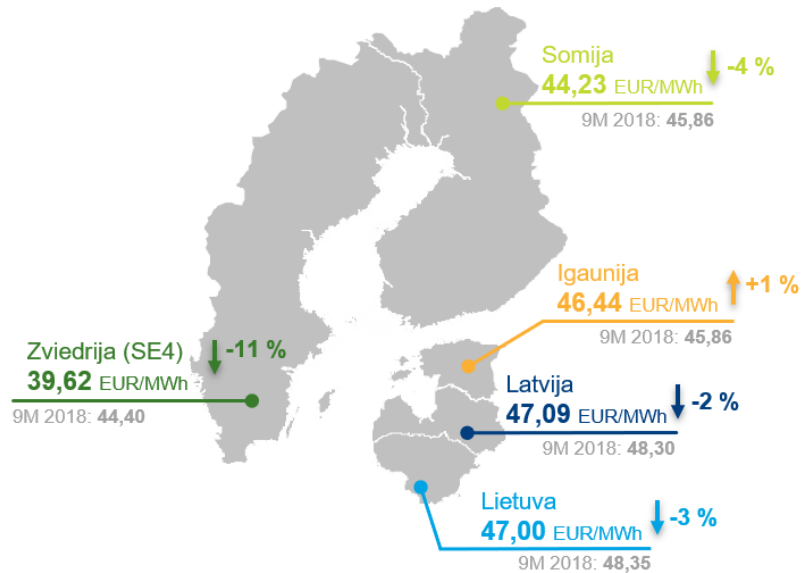 Somija
44,23 EUR/MWh
-4 %
9M 2018: 45,86
Igaunija
46,44 EUR/MWh
+1 %
9M 2018: 45,86
Zviedrija (SE4)
-11 %
39,62 EUR/MWh
9M 2018: 44,40
Latvija
47,09 EUR/MWh
-2 %
9M 2018: 48,30
Lietuva
47,00 EUR/MWh
-3 %
9M 2018: 48,35